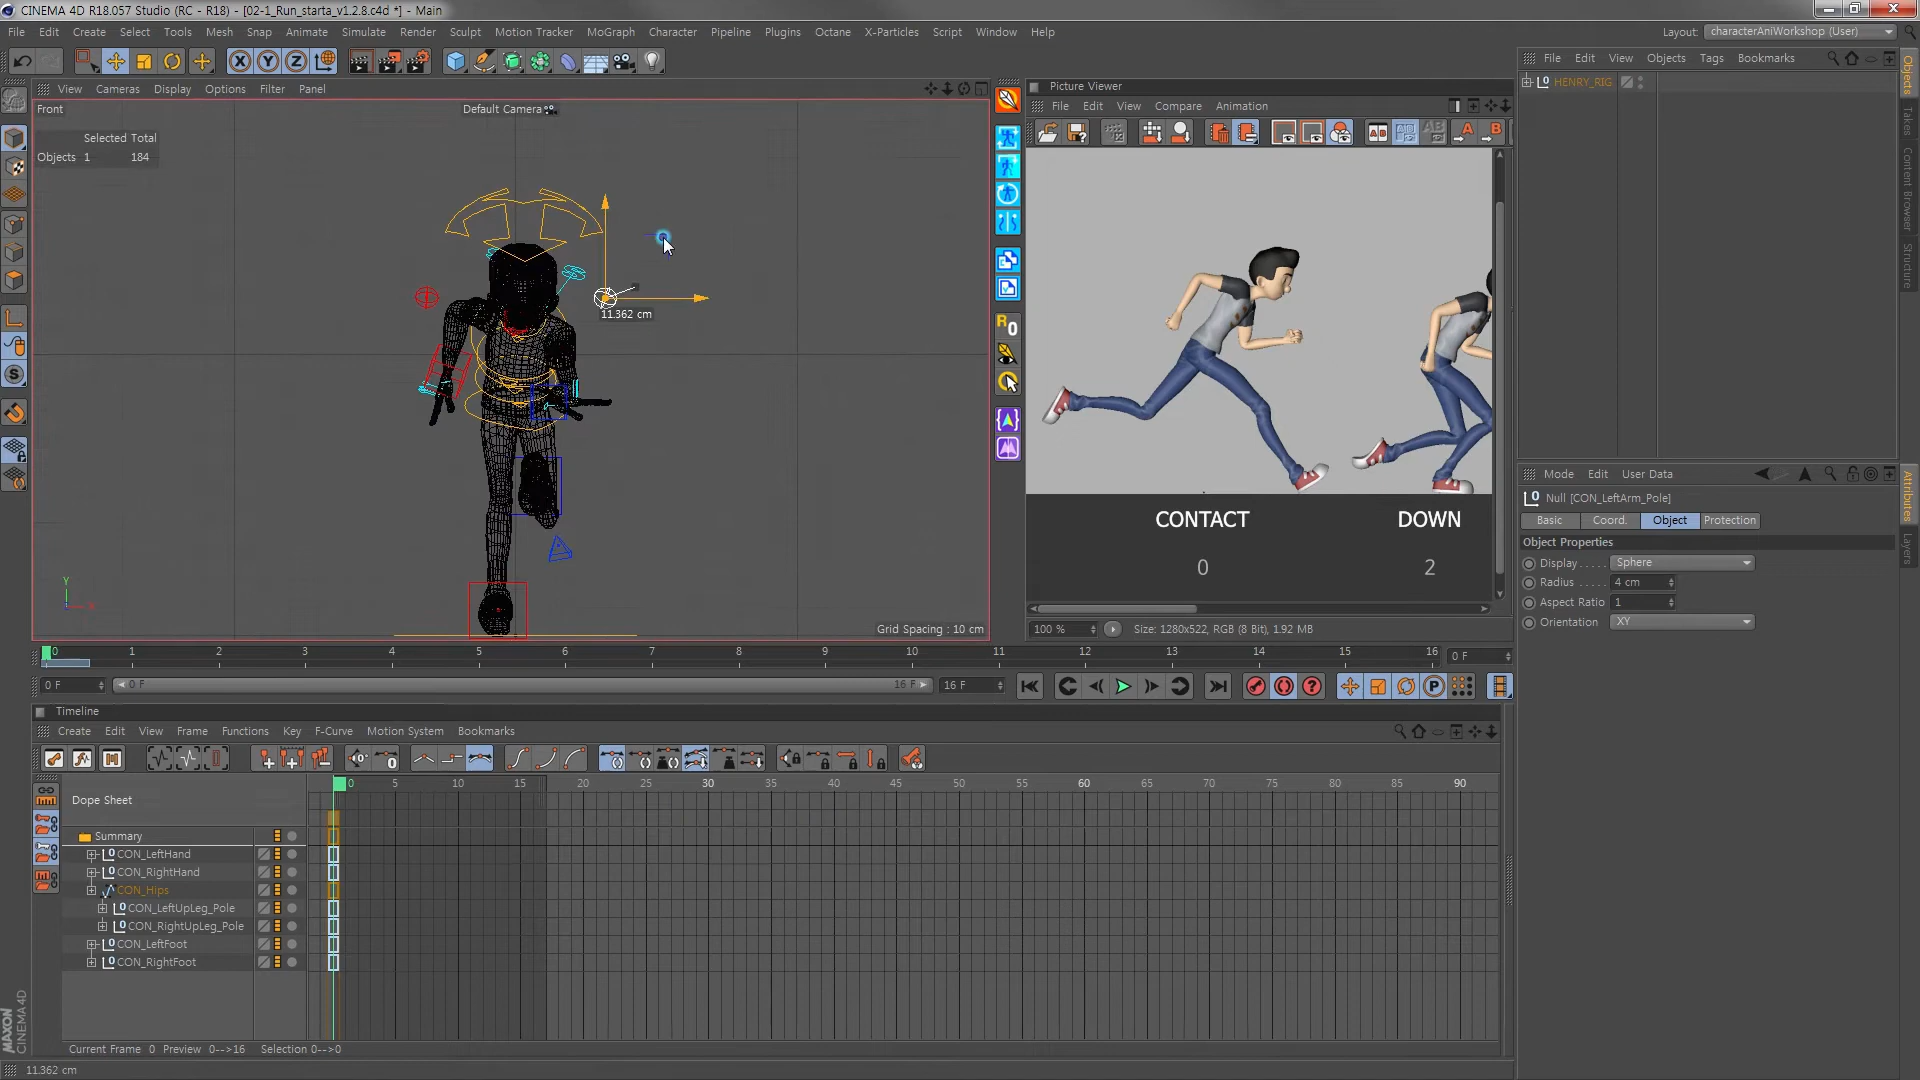 CINEMA 4D R18.057 Studio (RC - R18) - [02-1_Run_starta_v1.2.8.c4d *] - Main
File Edit Create Select Tools Mesh Snap Animate Simulate Render Sculpt Motion Tracker MoGraph Character Pipeline Plugins Octane X-Particles Script Window Help
Layout: characterAniWorkshop (User)
View Cameras Display Options Filter Panel
Front
Default Camera
Selected Total
Objects 1 184
11.362 cm
Y
Grid Spacing : 10 cm
Picture Viewer
File Edit View Compare Animation
CONTACT DOWN
0 2
100 % Size: 1280x522, RGB (8 Bit), 1.92 MB
File Edit View Objects Tags Bookmarks
HENRY_RIG
Objects
Takes
Content Browser
Structure
Mode Edit User Data
Null [CON_LeftArm_Pole]
Basic Coord. Object Protection
Object Properties
Display Sphere
Radius 4 cm
Aspect Ratio 1
Orientation XY
Attributes
Layers
0 1 2 3 4 5 6 7 8 9 10 11 12 13 14 15 16 0 F
0 F 0 F 16 F 16 F
Timeline
Create Edit View Frame Functions Key F-Curve Motion System Bookmarks
Dope Sheet
0 5 10 15 20 25 30 35 40 45 50 55 60 65 70 75 80 85 90
Summary
CON_LeftHand
CON_RightHand
CON_Hips
CON_LeftUpLeg_Pole
CON_RightUpLeg_Pole
CON_LeftFoot
CON_RightFoot
Current Frame 0 Preview 0-->16 Selection 0-->0
MAXON CINEMA 4D
11.362 cm